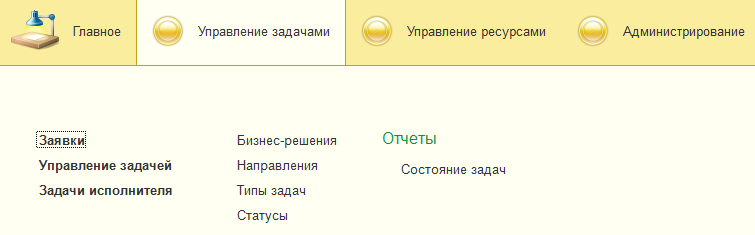 Главное
Управление задачами
Управление ресурсами
Администрирование
Заявки
Управление задачей
Задачи исполнителя
Бизнес-решения
Направления
Типы задач
Статусы
Отчеты
Состояние задач